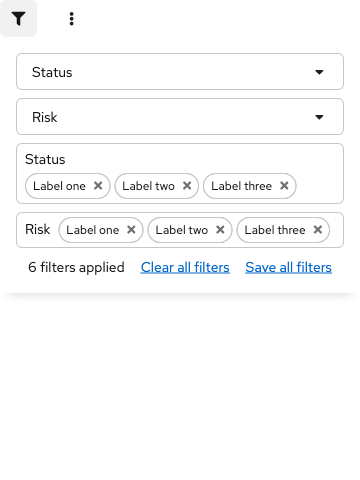 Status
Risk
Status
Label one Label two Label three
Risk Label one Label two Label three
6 filters applied Clear all filters Save all filters